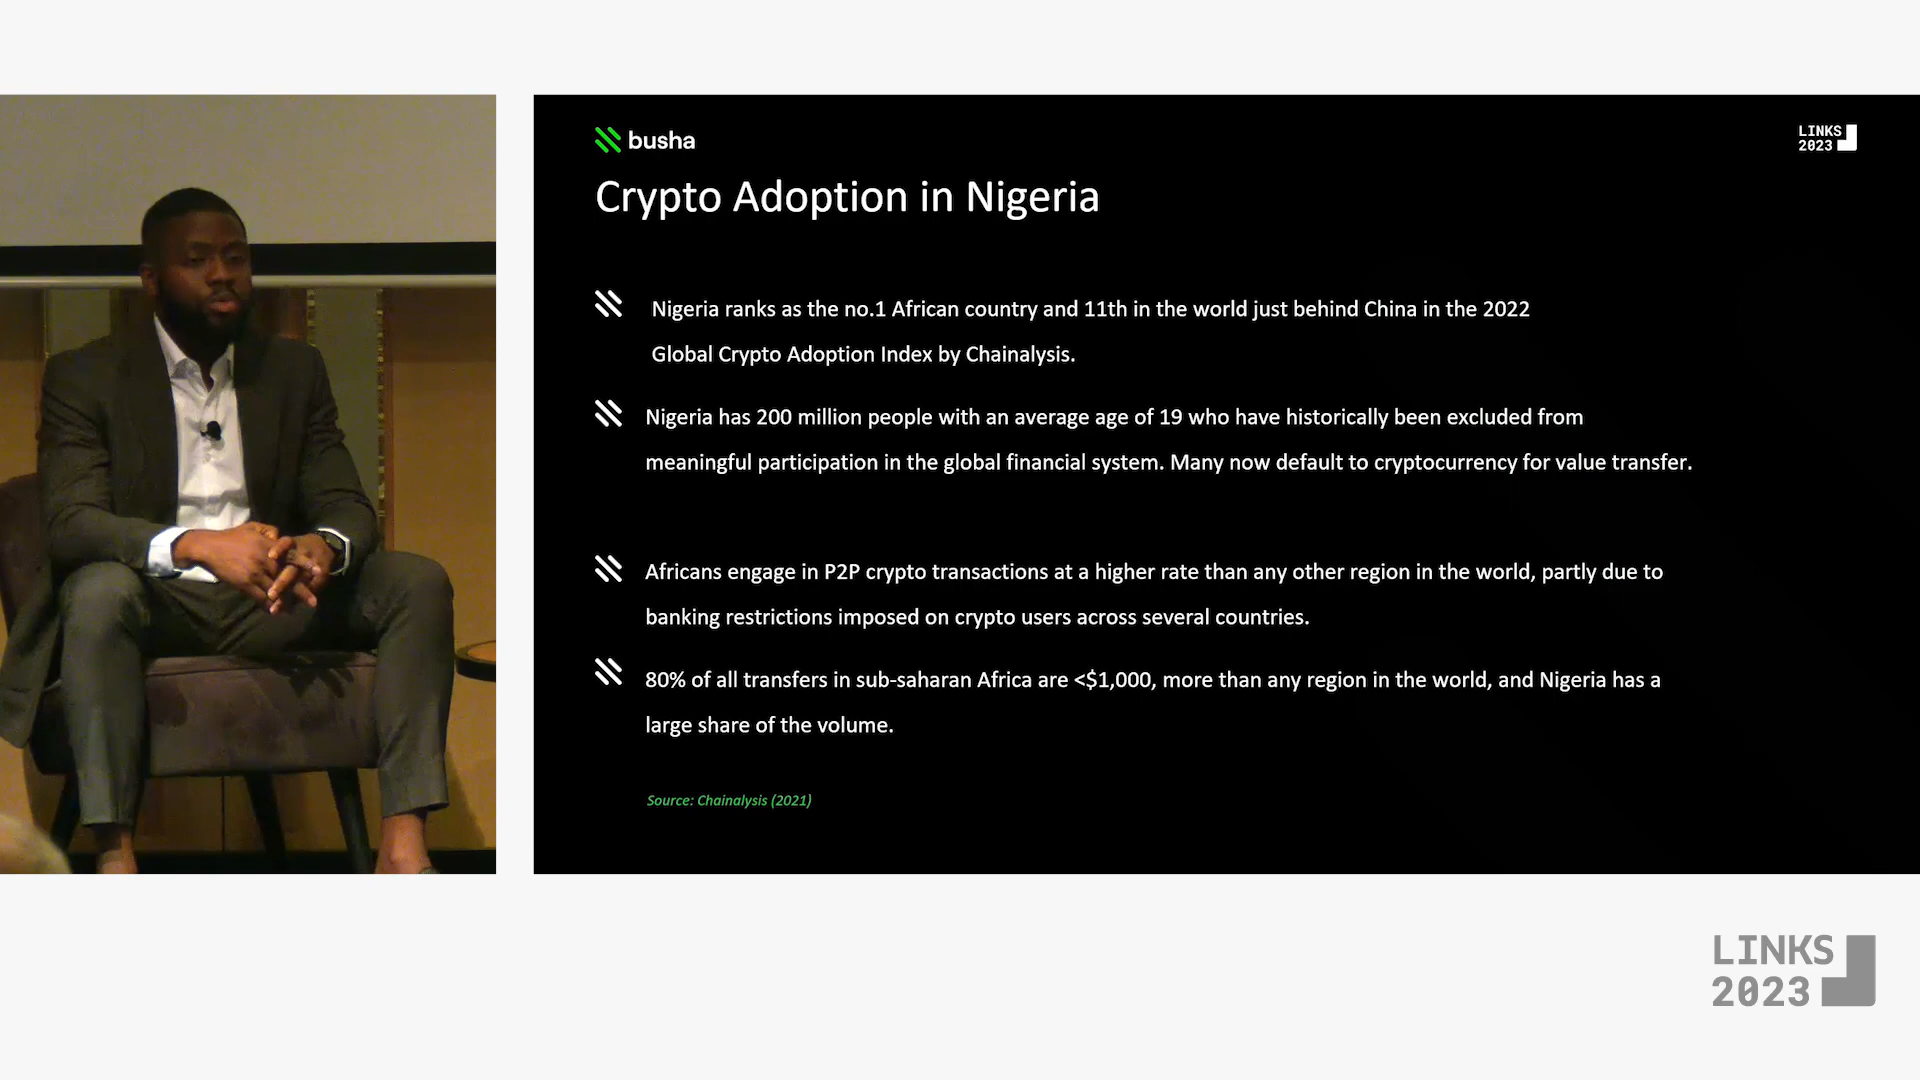 busha
LINKS
2023
Crypto Adoption in Nigeria
Nigeria ranks as the no.1 African country and 11th in the world just behind China in the 2022
Global Crypto Adoption Index by Chainalysis.
Nigeria has 200 million people with an average age of 19 who have historically been excluded from
meaningful participation in the global financial system. Many now default to cryptocurrency for value transfer.
Africans engage in P2P crypto transactions at a higher rate than any other region in the world, partly due to
banking restrictions imposed on crypto users across several countries.
80% of all transfers in sub-saharan Africa are <$1,000, more than any region in the world, and Nigeria has a
large share of the volume.
Source: Chainalysis (2021)
LINKS
2023